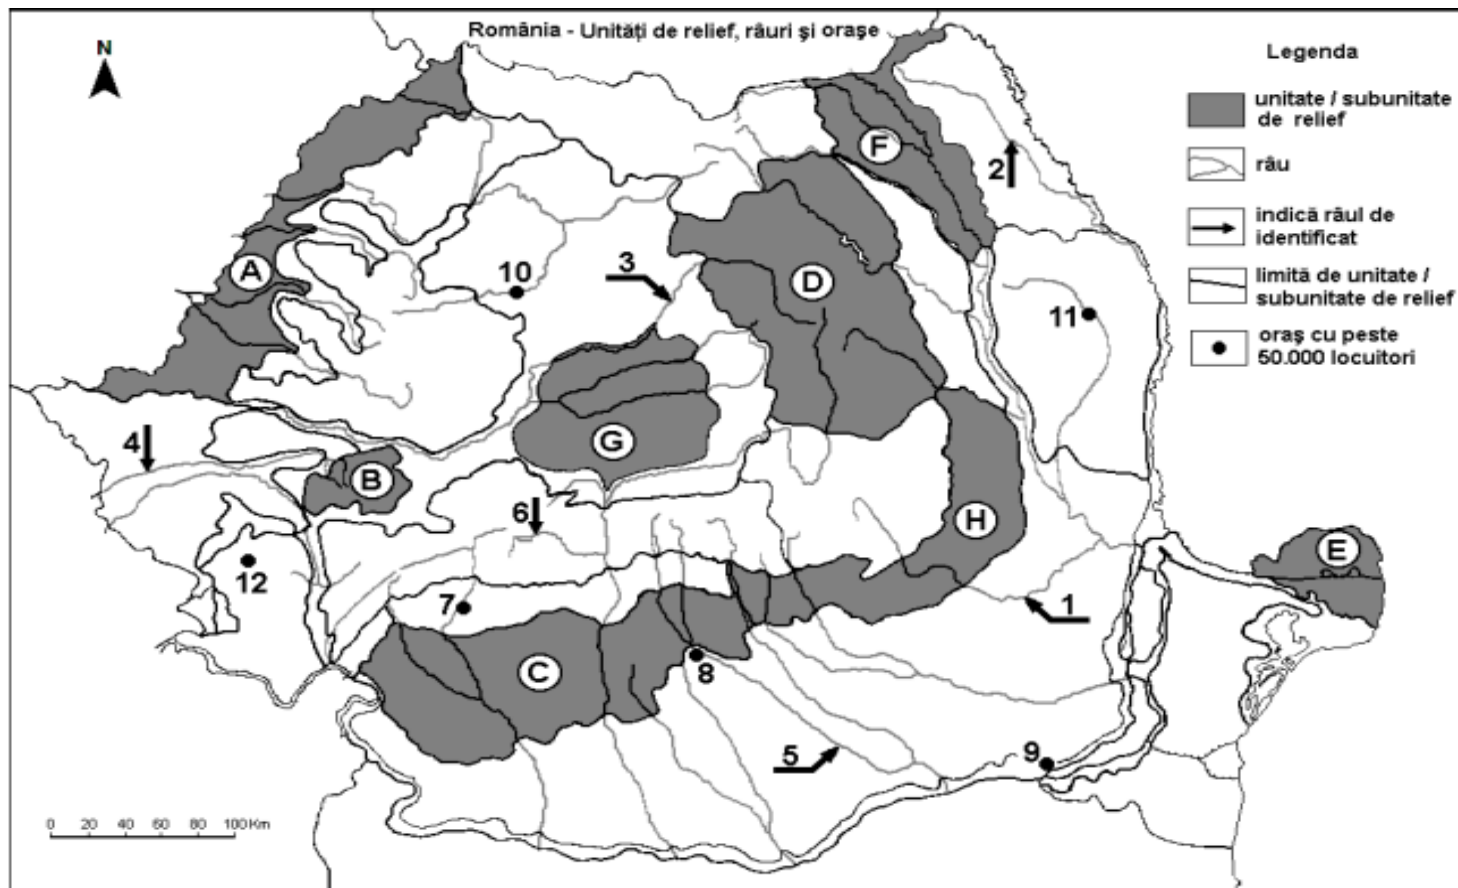 România - Unități de relief, râuri și orașe
N
Legenda
unitate / subunitate
de relief
râu
indică râul de
identificat
limită de unitate /
subunitate de relief
oraș cu peste
50.000 locuitori
F
2
A
10
3
D
11
4
G
B
6
H
E
12
7
1
C
8
5
9
0 20 40 60 80 100 Km